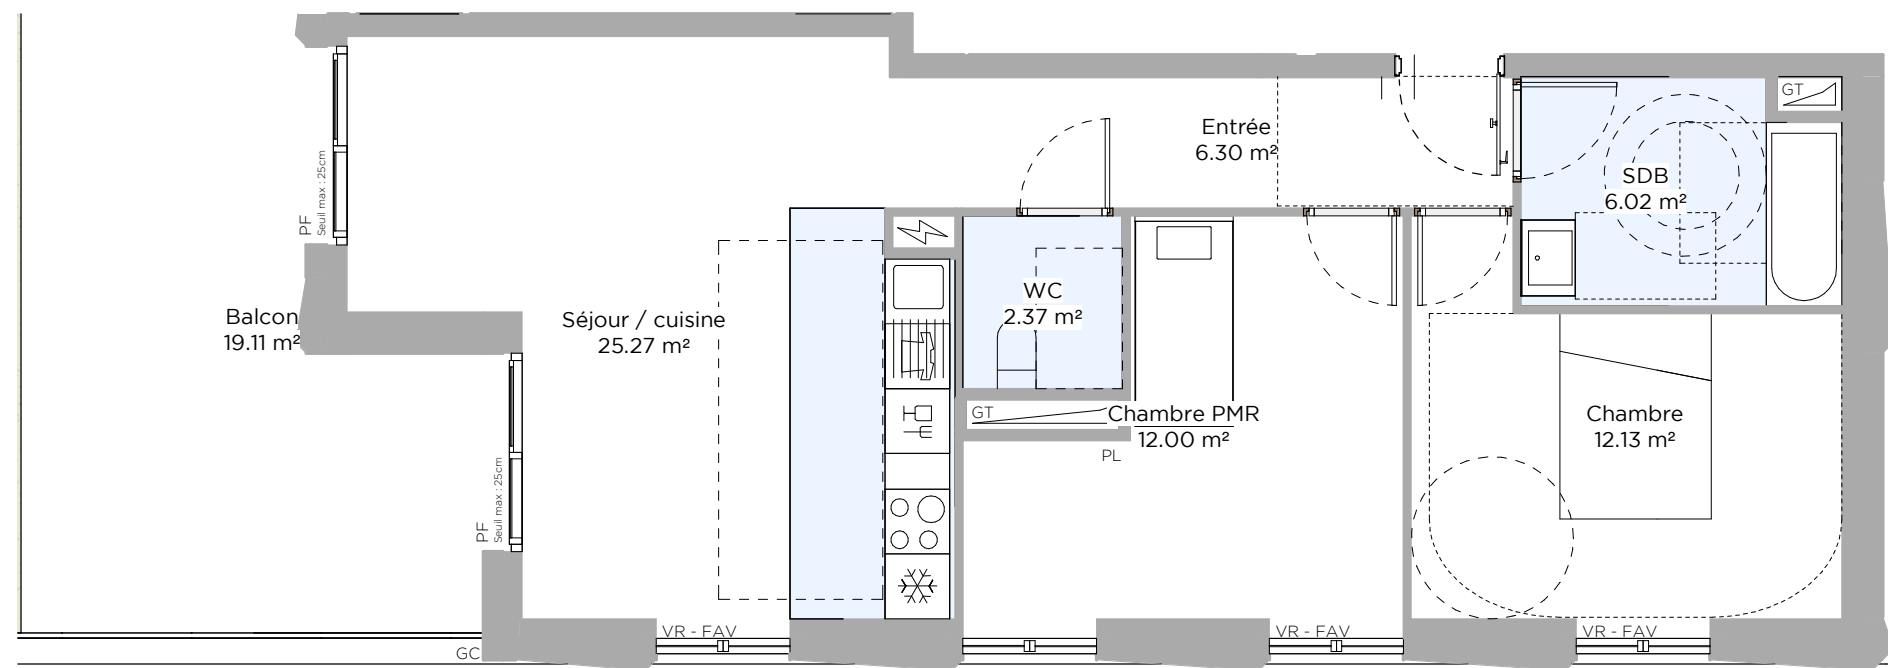 GT
Entrée
6.30 m²
PF
Seuil max : 25cm
SDB
6.02 m²
WC
2.37 m²
Balcon
19.11 m²
Séjour / cuisine
25.27 m²
GT
Chambre PMR
12.00 m²
Chambre
12.13 m²
PL
PF
Seuil max : 25cm
VR - FAV
VR - FAV
VR - FAV
GC